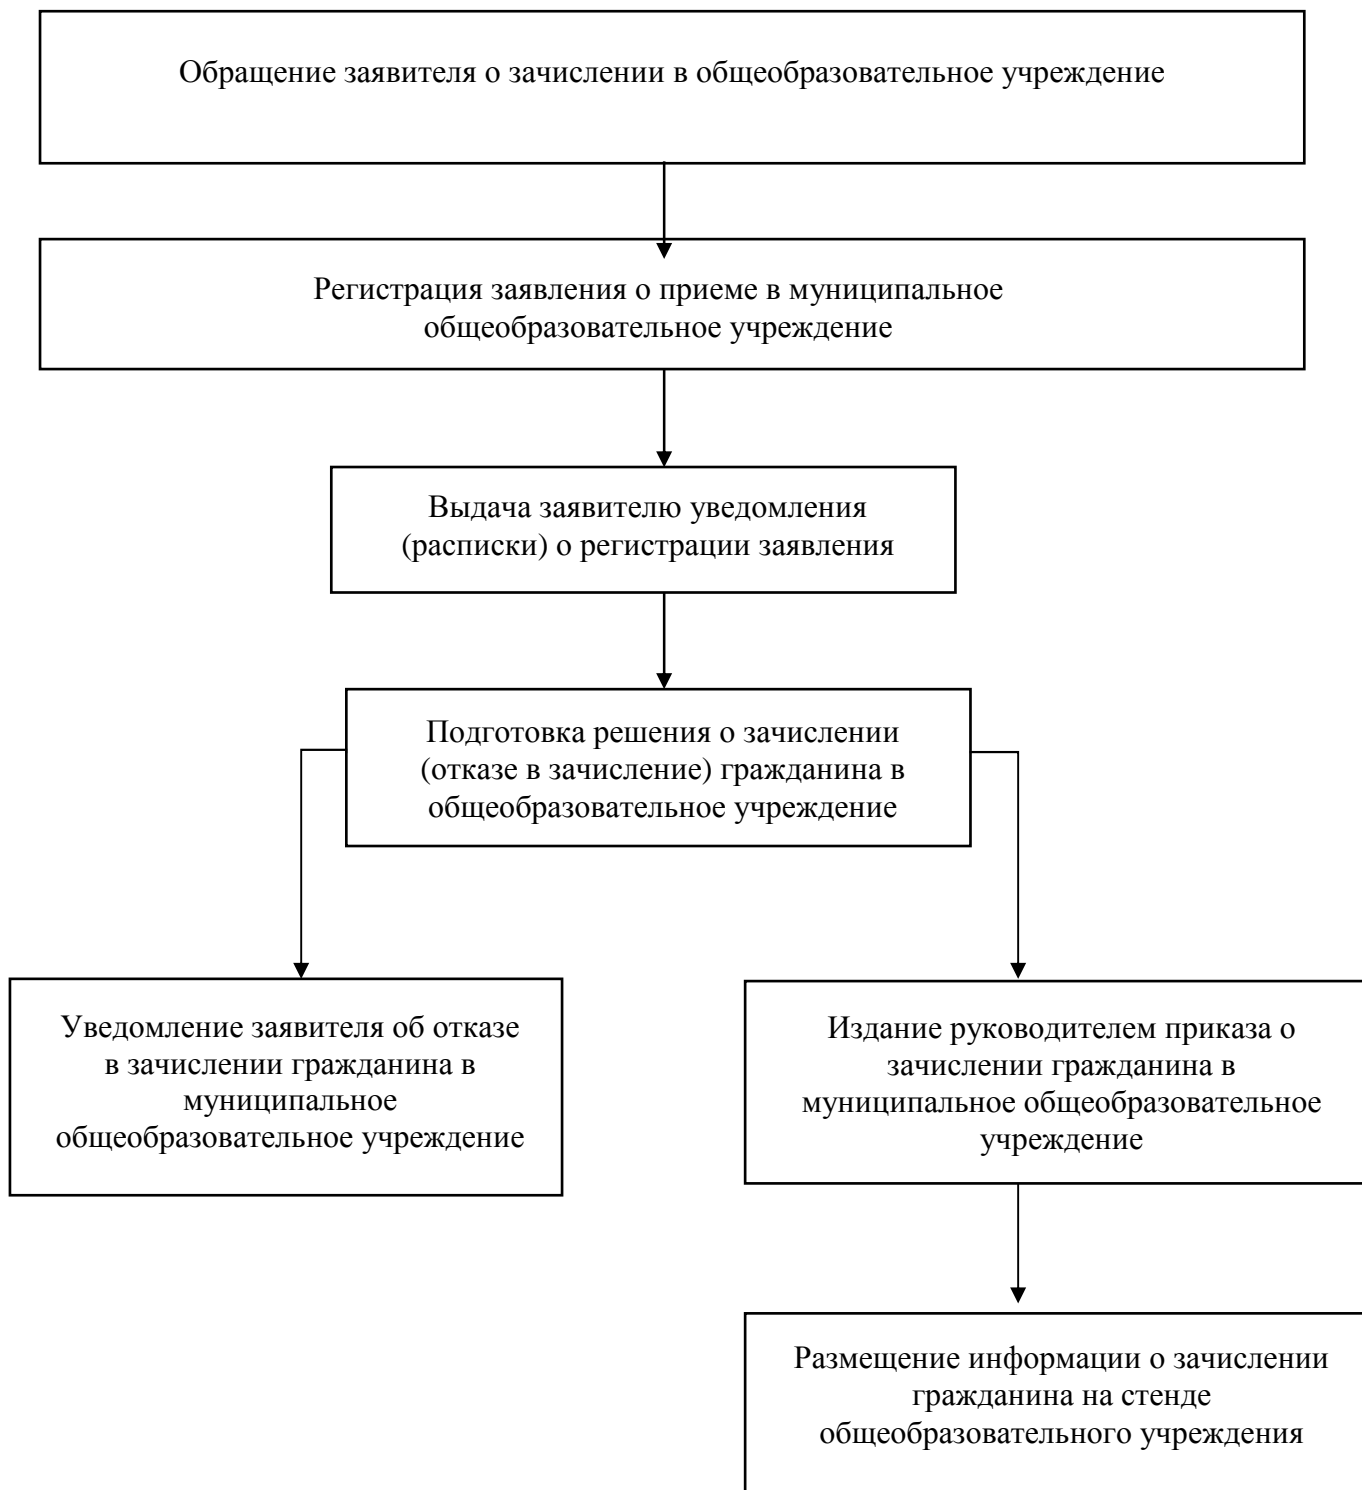 Обращение заявителя о зачислении в общеобразовательное учреждение
Регистрация заявления о приеме в муниципальное
общеобразовательное учреждение
Выдача заявителю уведомления
(расписки) о регистрации заявления
Подготовка решения о зачислении
(отказе в зачисление) гражданина в
общеобразовательное учреждение
Уведомление заявителя об отказе
в зачислении гражданина в
муниципальное
общеобразовательное учреждение
Издание руководителем приказа о
зачислении гражданина в
муниципальное общеобразовательное
учреждение
Размещение информации о зачислении
гражданина на стенде
общеобразовательного учреждения